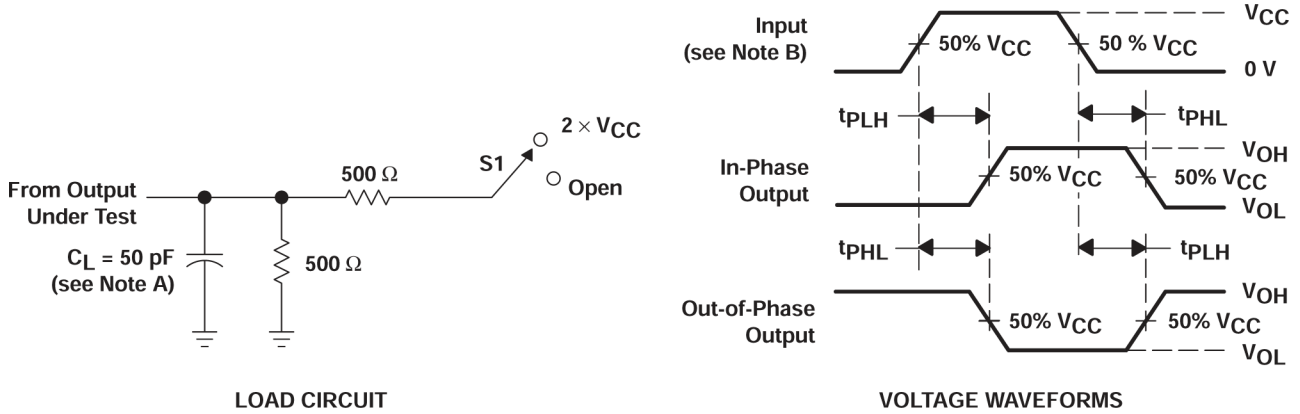 From Output
Under Test
C_L = 50 pF
(see Note A)
500 Ω
500 Ω
S1
2 × V_CC
Open
LOAD CIRCUIT
Input
(see Note B)
50% V_CC
50 % V_CC
V_CC
0 V
t_PLH
t_PHL
In-Phase
Output
50% V_CC
50% V_CC
V_OH
V_OL
t_PHL
t_PLH
Out-of-Phase
Output
50% V_CC
50% V_CC
V_OH
V_OL
VOLTAGE WAVEFORMS